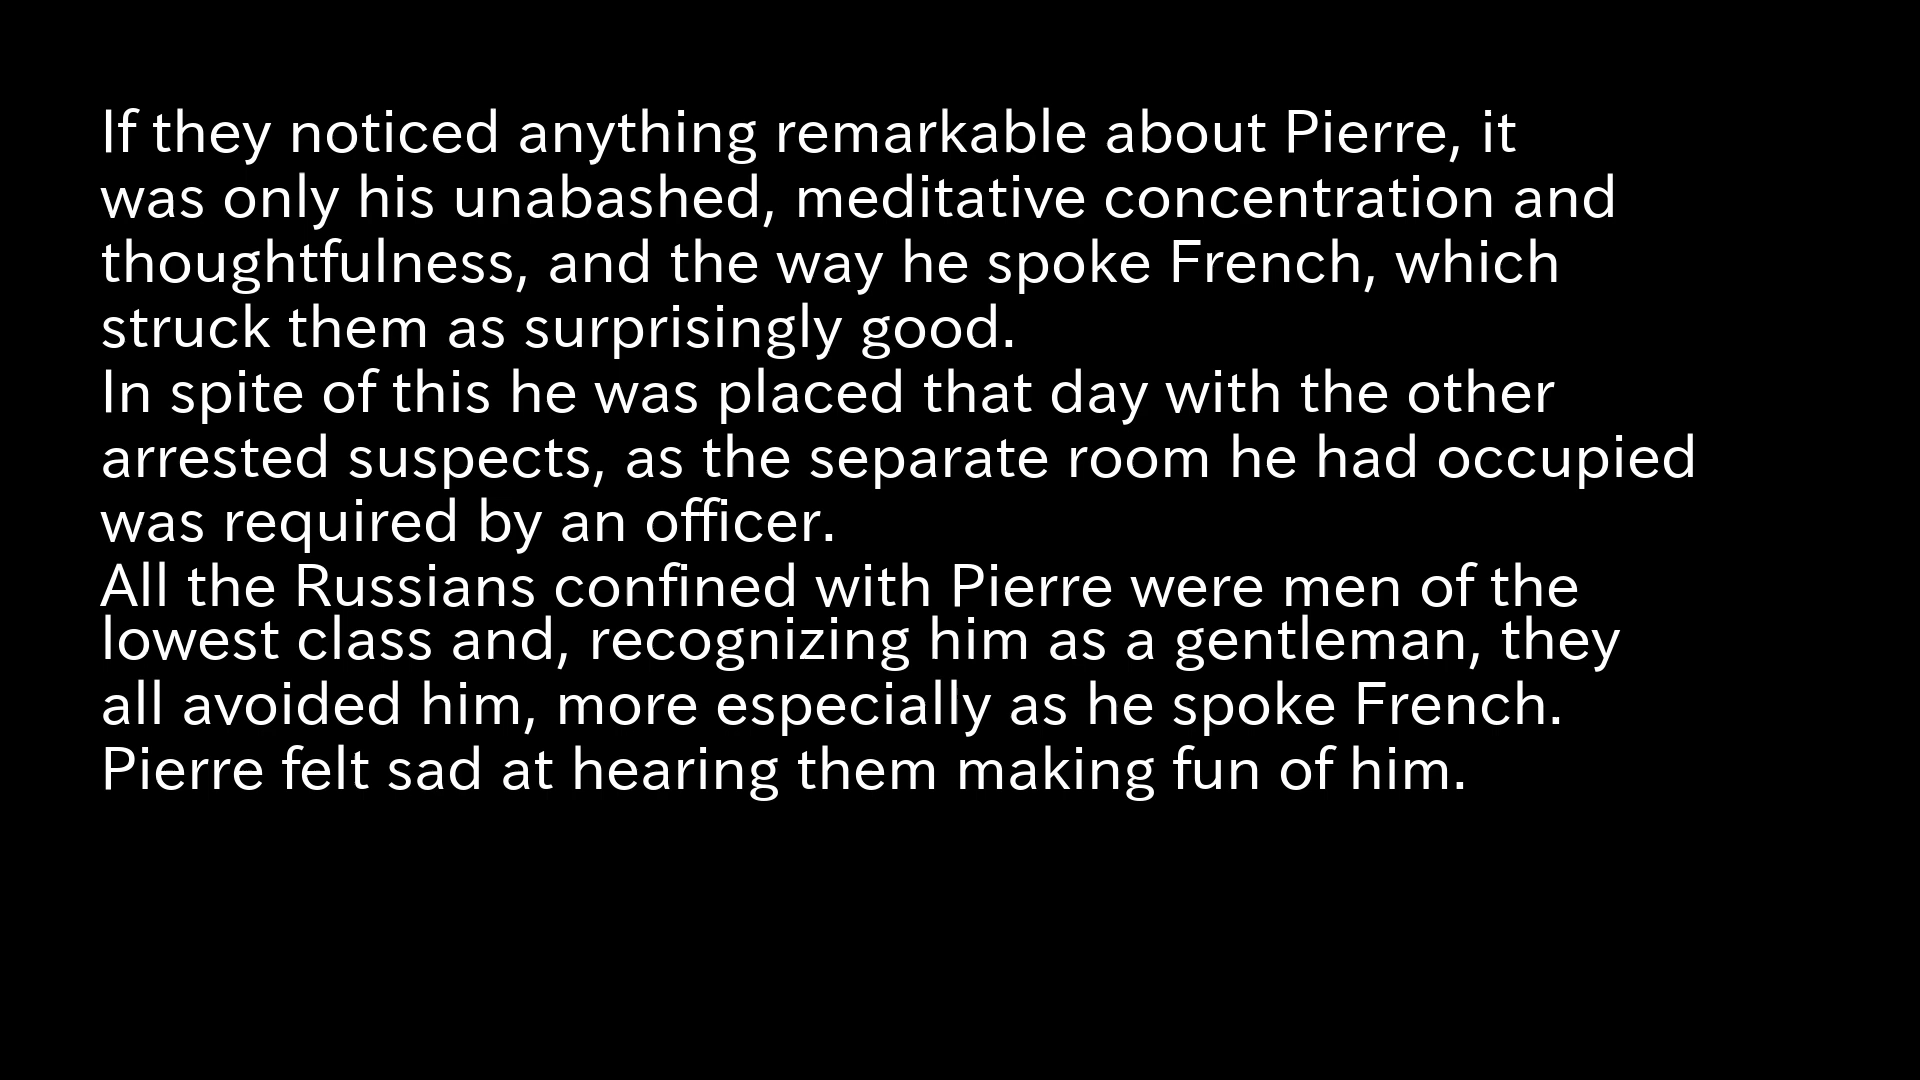 If they noticed anything remarkable about Pierre, it
was only his unabashed, meditative concentration and
thoughtfulness, and the way he spoke French, which
struck them as surprisingly good.
In spite of this he was placed that day with the other
arrested suspects, as the separate room he had occupied
was required by an officer.
All the Russians confined with Pierre were men of the
lowest class and, recognizing him as a gentleman, they
all avoided him, more especially as he spoke French.
Pierre felt sad at hearing them making fun of him.